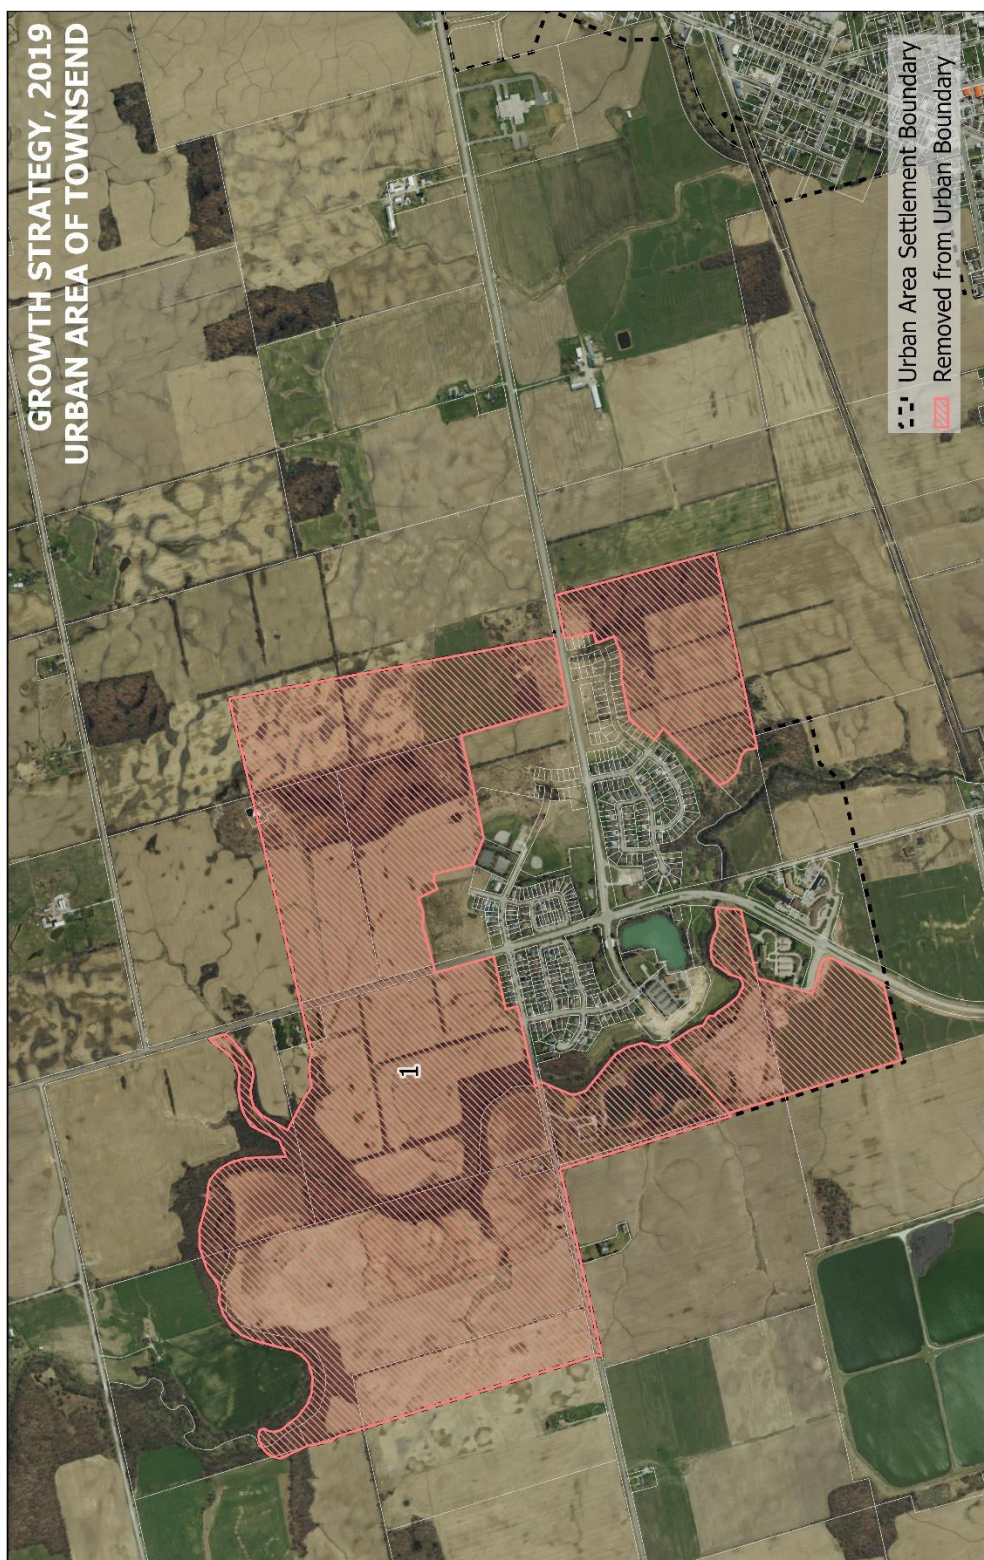 GROWTH STRATEGY, 2019
URBAN AREA OF TOWNSEND
1
Urban Area Settlement Boundary
Removed from Urban Boundary